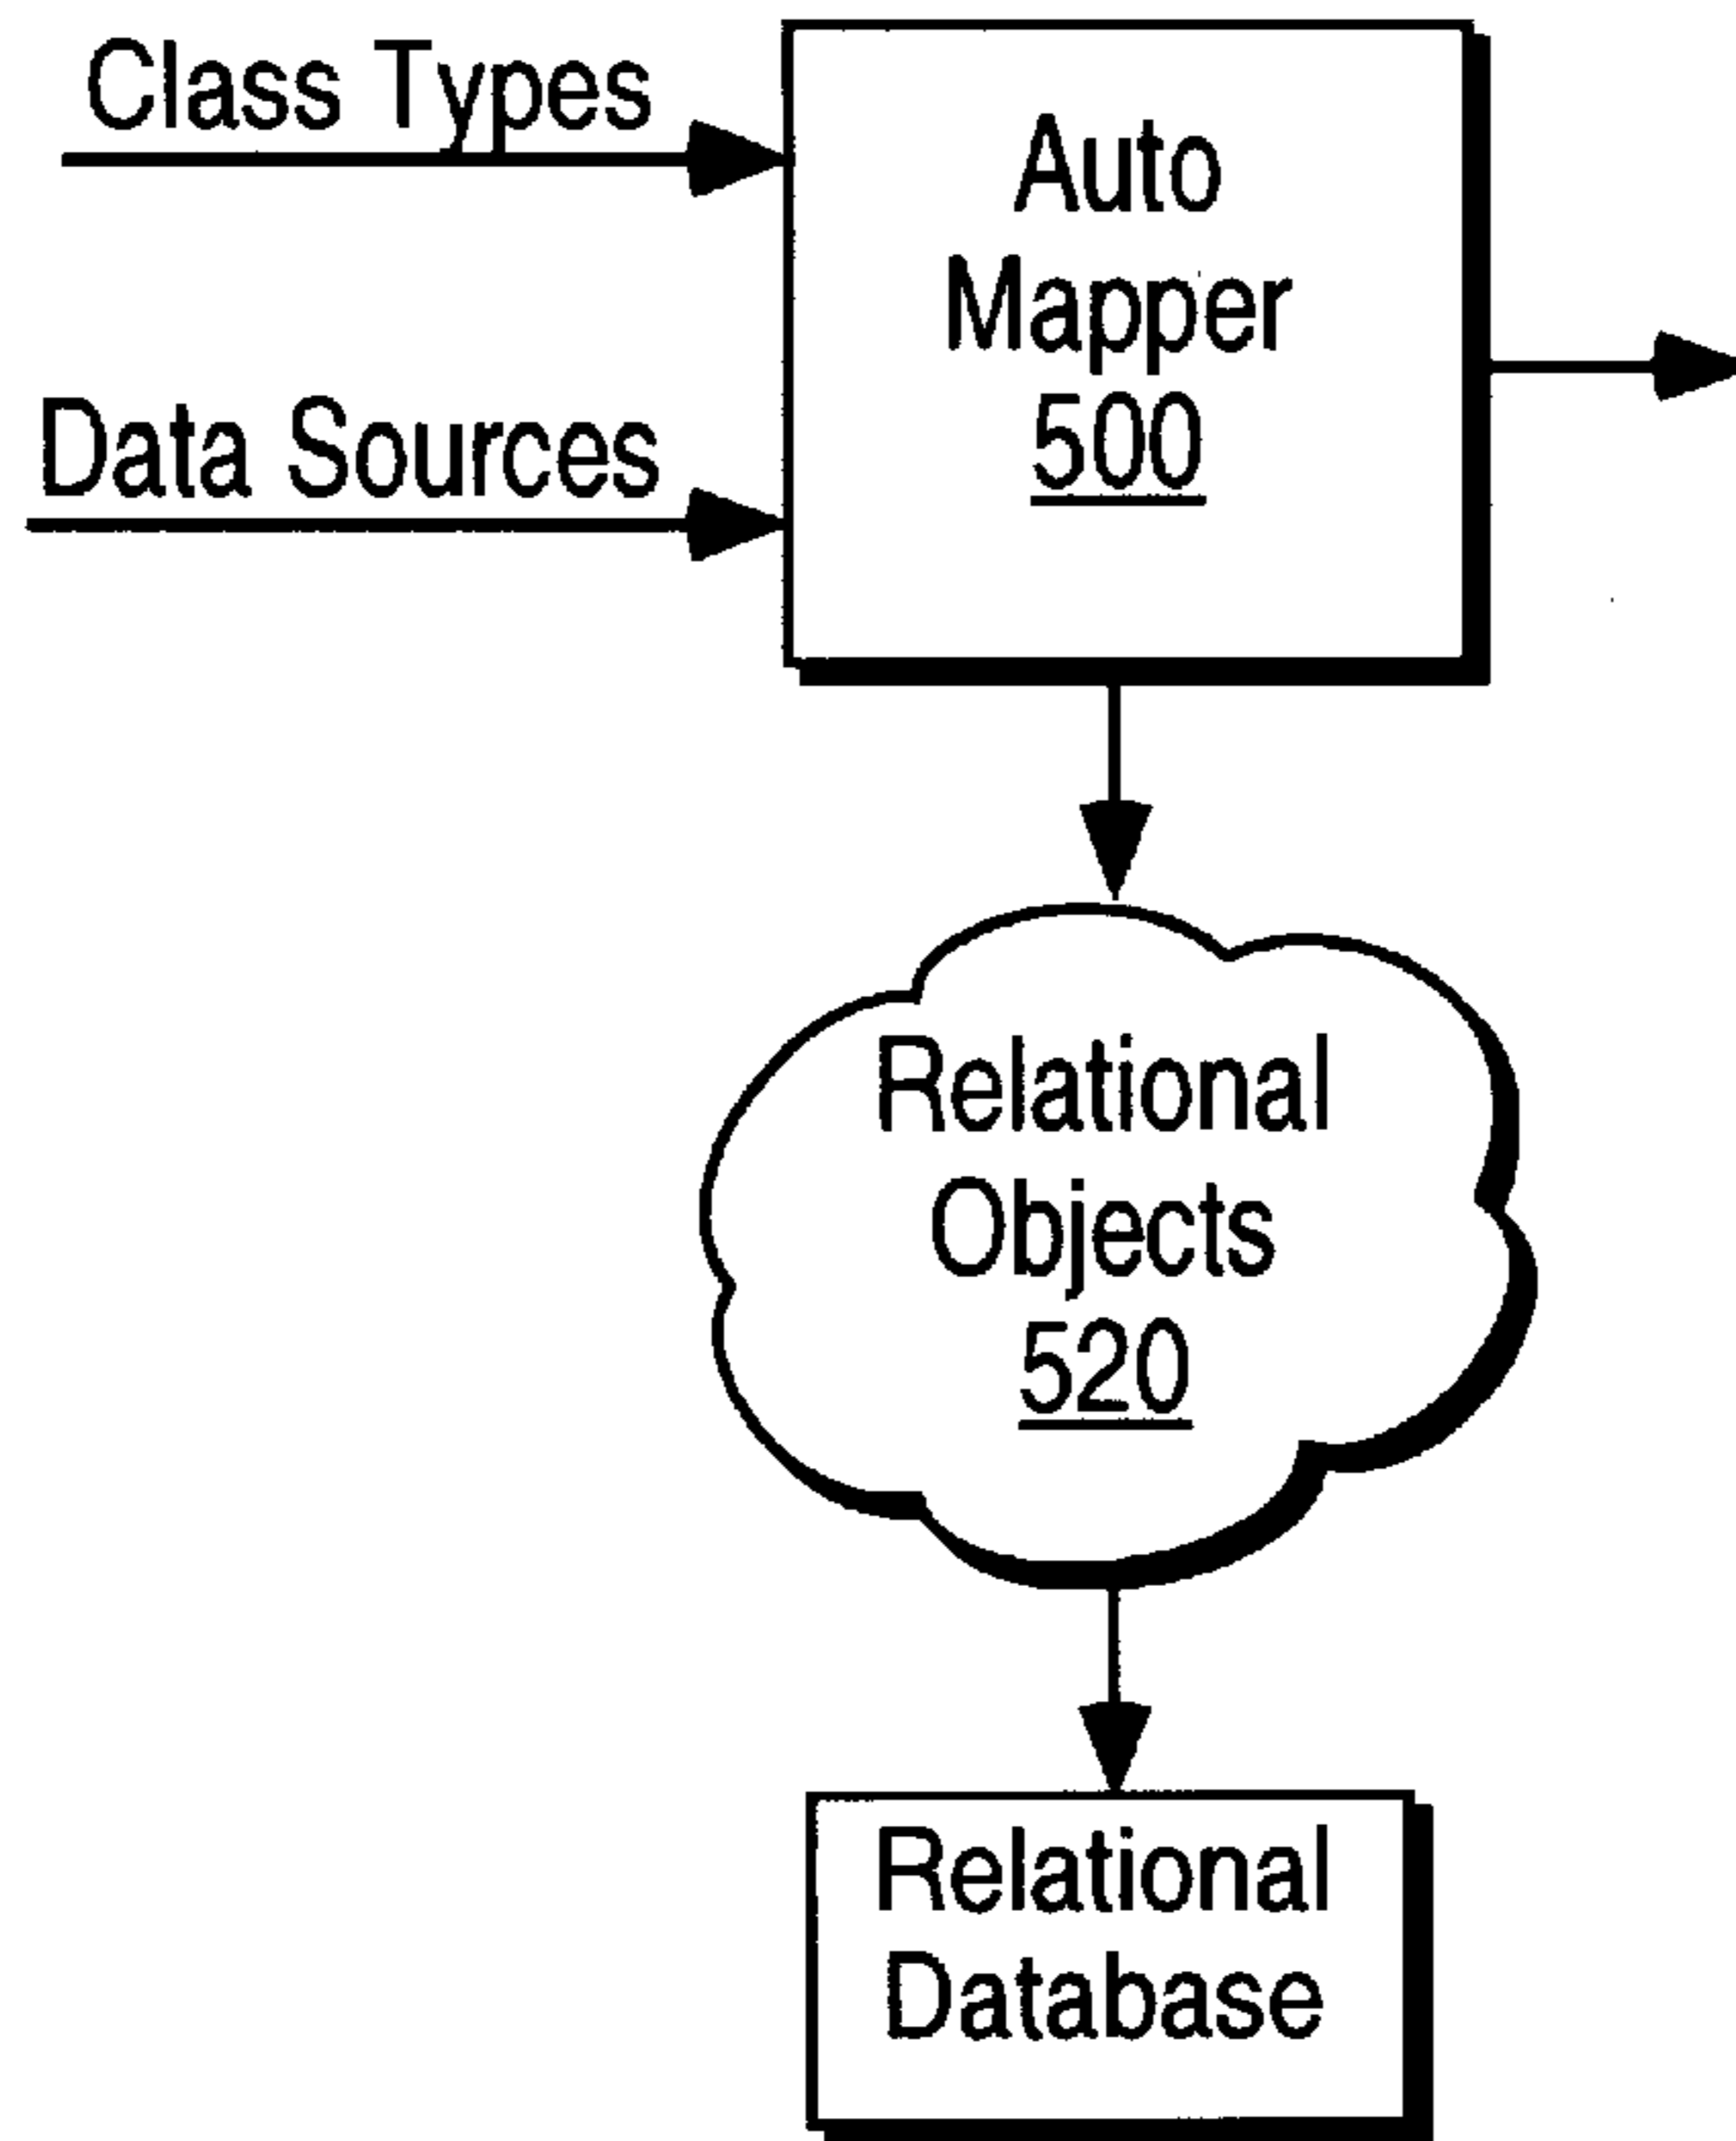 Class Types
Data Sources
Auto
Mapper
500
Relational
Objects
520
Relational
Database